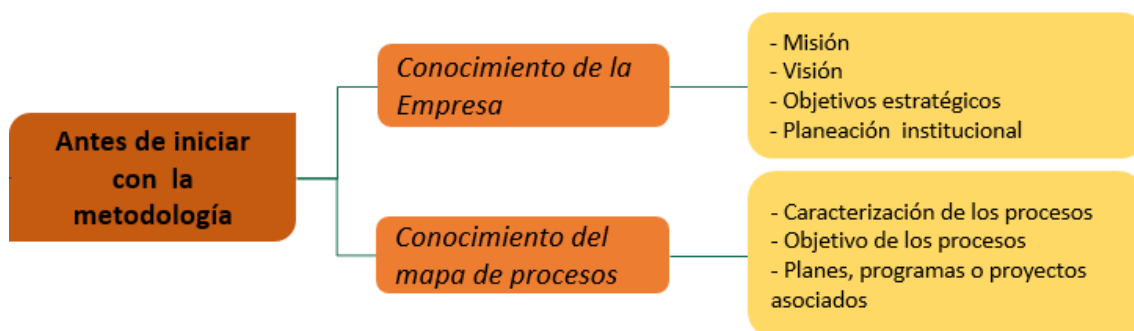 Antes de iniciar
con la
metodología
Conocimiento de la
Empresa
- Misión
- Visión
- Objetivos estratégicos
- Planeación institucional
Conocimiento del
mapa de procesos
- Caracterización de los procesos
- Objetivo de los procesos
- Planes, programas o proyectos
asociados